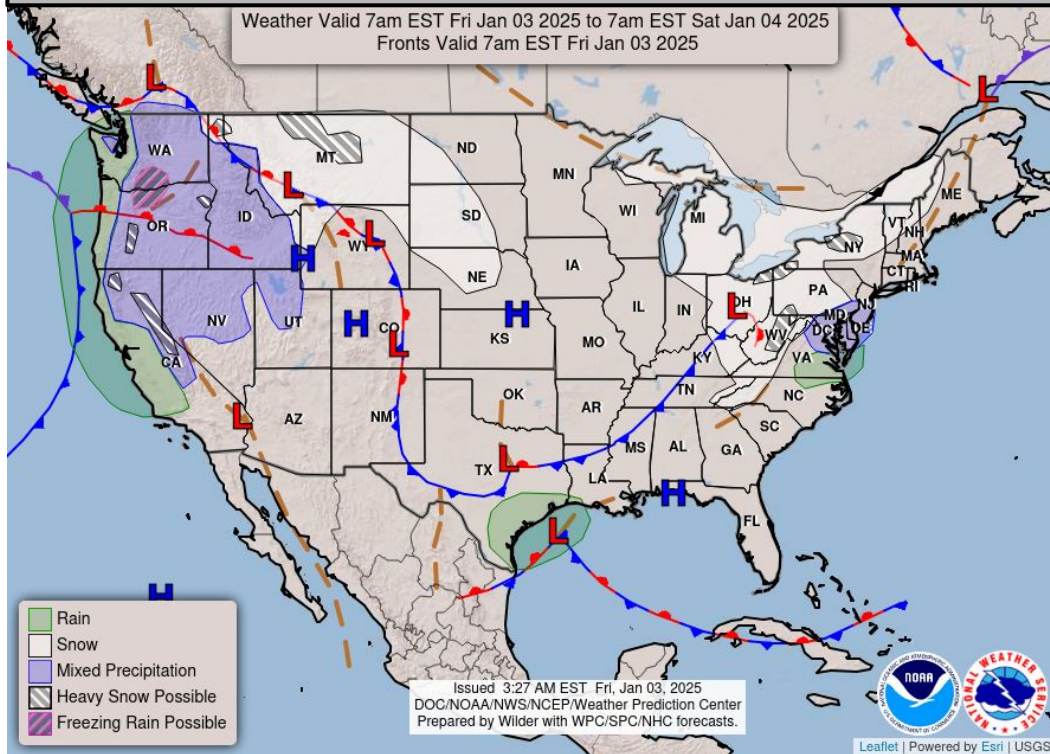 Weather Valid 7am EST Fri Jan 03 2025 to 7am EST Sat Jan 04 2025
Fronts Valid 7am EST Fri Jan 03 2025
L
L
WA
MT
ND
MN
ME
L
OR
ID
SD
WI
MI
VT
NH
NY
MA
CT
RI
H
WY
L
NE
IA
PA
NJ
H
CO
H
KS
IL
IN
OH
L
MD
DE
DC
WV
VA
NV
UT
CA
L
MO
KY
L
AZ
NM
OK
AR
TN
NC
SC
TX
L
LA
MS
AL
GA
H
FL
L
H
Rain
Snow
Mixed Precipitation
Heavy Snow Possible
Freezing Rain Possible
Issued 3:27 AM EST Fri, Jan 03, 2025
DOC/NOAA/NWS/NCEP/Weather Prediction Center
Prepared by Wilder with WPC/SPC/NHC forecasts.
NOAA
NATIONAL WEATHER SERVICE
Leaflet | Powered by Esri | USGS